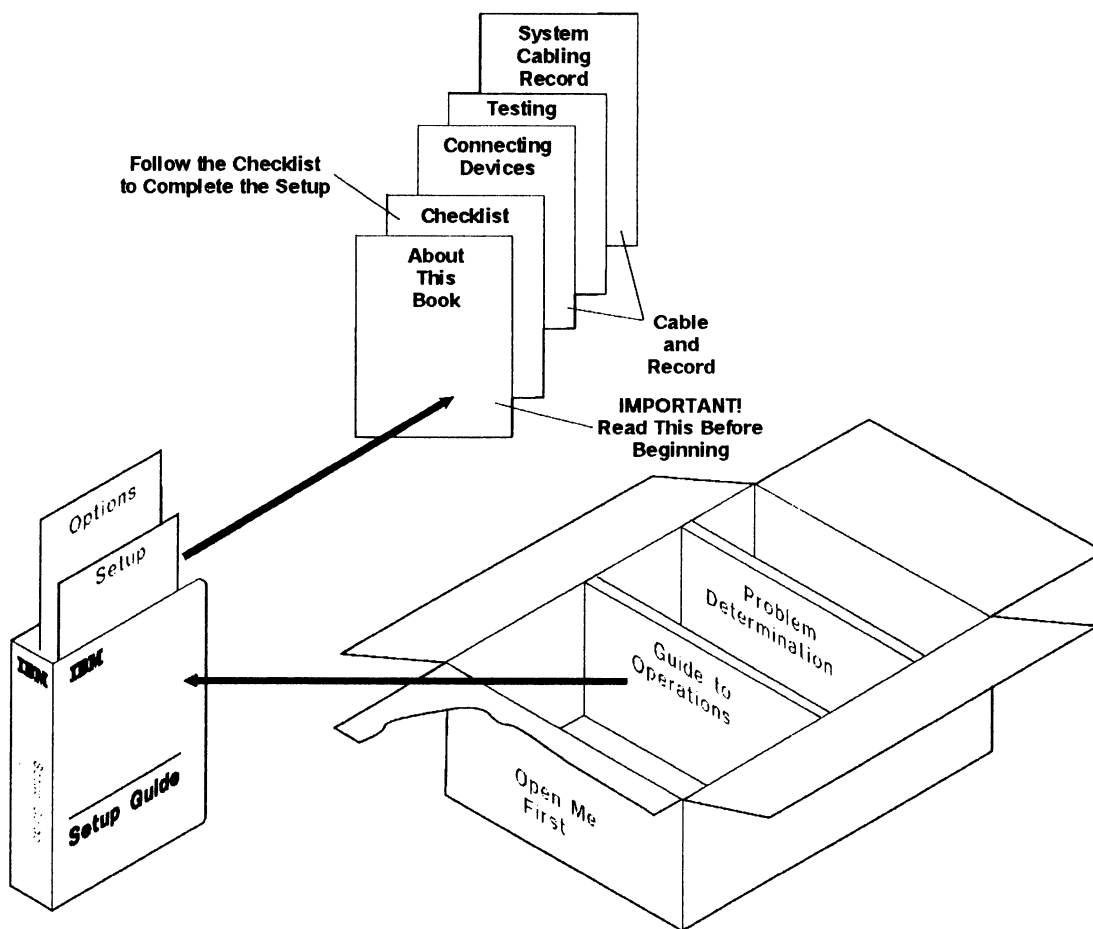 System
Cabling
Record
Testing
Connecting
Devices
Follow the Checklist
to Complete the Setup
Checklist
About
This
Book
Cable
and
Record
IMPORTANT!
Read This Before
Beginning
Options
Setup
IBM
IBM
Setup Guide
Problem
Determination
Guide to
Operations
Open Me
First